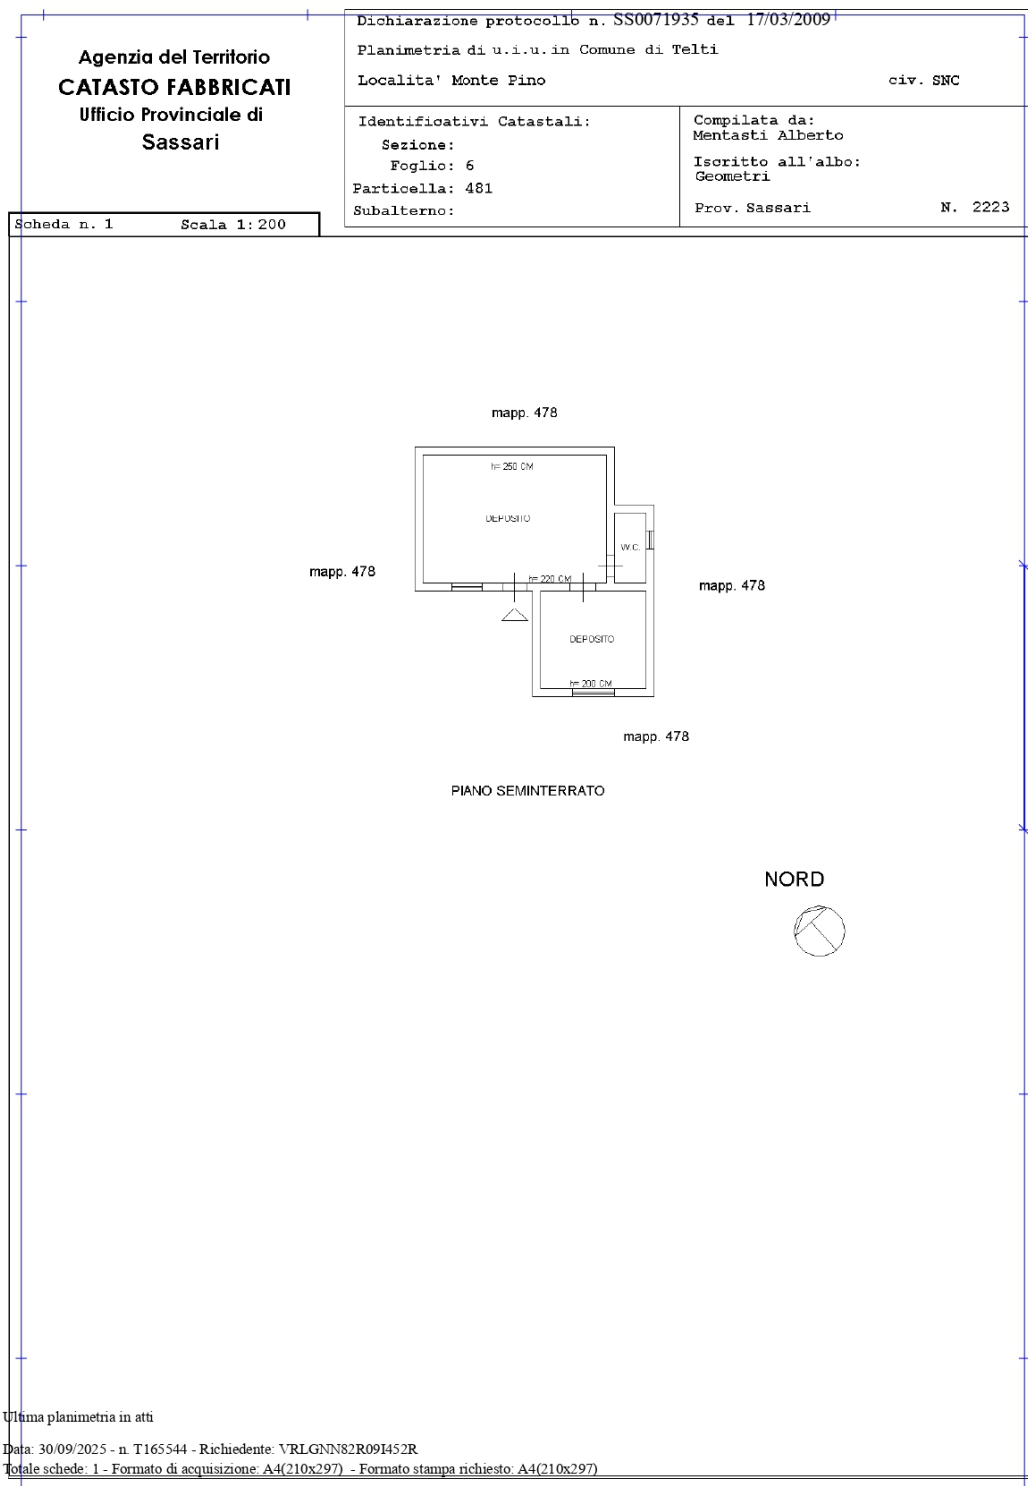 Agenzia del Territorio
CATASTO FABBRICATI
Ufficio Provinciale di
Sassari
Scheda n. 1 Scala 1:200
Dichiarazione protocollo n. SS0071935 del 17/03/2009
Planimetria di u.i.u. in Comune di Telti
Localita' Monte Pino civ. SNC
Identificativi Catastali:
Sezione:
Foglio: 6
Particella: 481
Subalterno:
Compilata da:
Mentasti Alberto
Iscritto all'albo:
Geometri
Prov. Sassari N. 2223
mapp. 478
h= 250 CM
DEPOSITO
W.C.
mapp. 478
h= 220 CM
mapp. 478
DEPOSITO
h= 200 CM
mapp. 478
PIANO SEMINTERRATO
NORD
Ultima planimetria in atti
Data: 30/09/2025 - n. T165544 - Richiedente: VRLGNN82R09I452R
Totale schede: 1 - Formato di acquisizione: A4(210x297) - Formato stampa richiesto: A4(210x297)